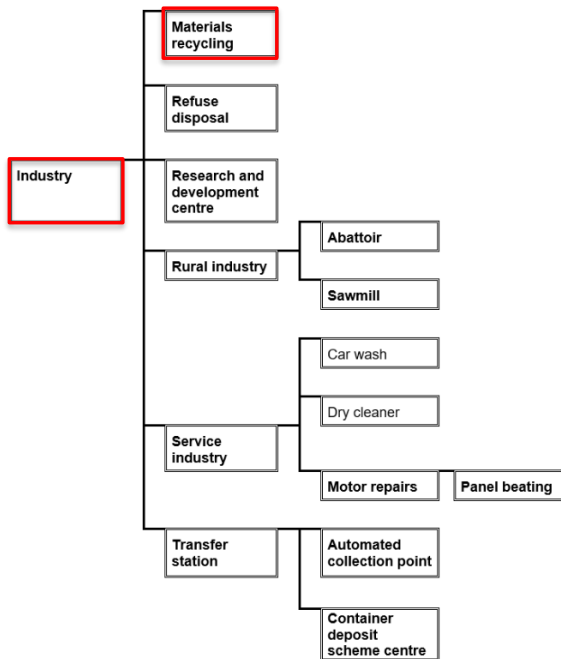 Materials
recycling
Refuse
disposal
Industry
Research and
development
centre
Abattoir
Rural industry
Sawmill
Car wash
Dry cleaner
Service
industry
Motor repairs
Panel beating
Transfer
station
Automated
collection point
Container
deposit
scheme centre